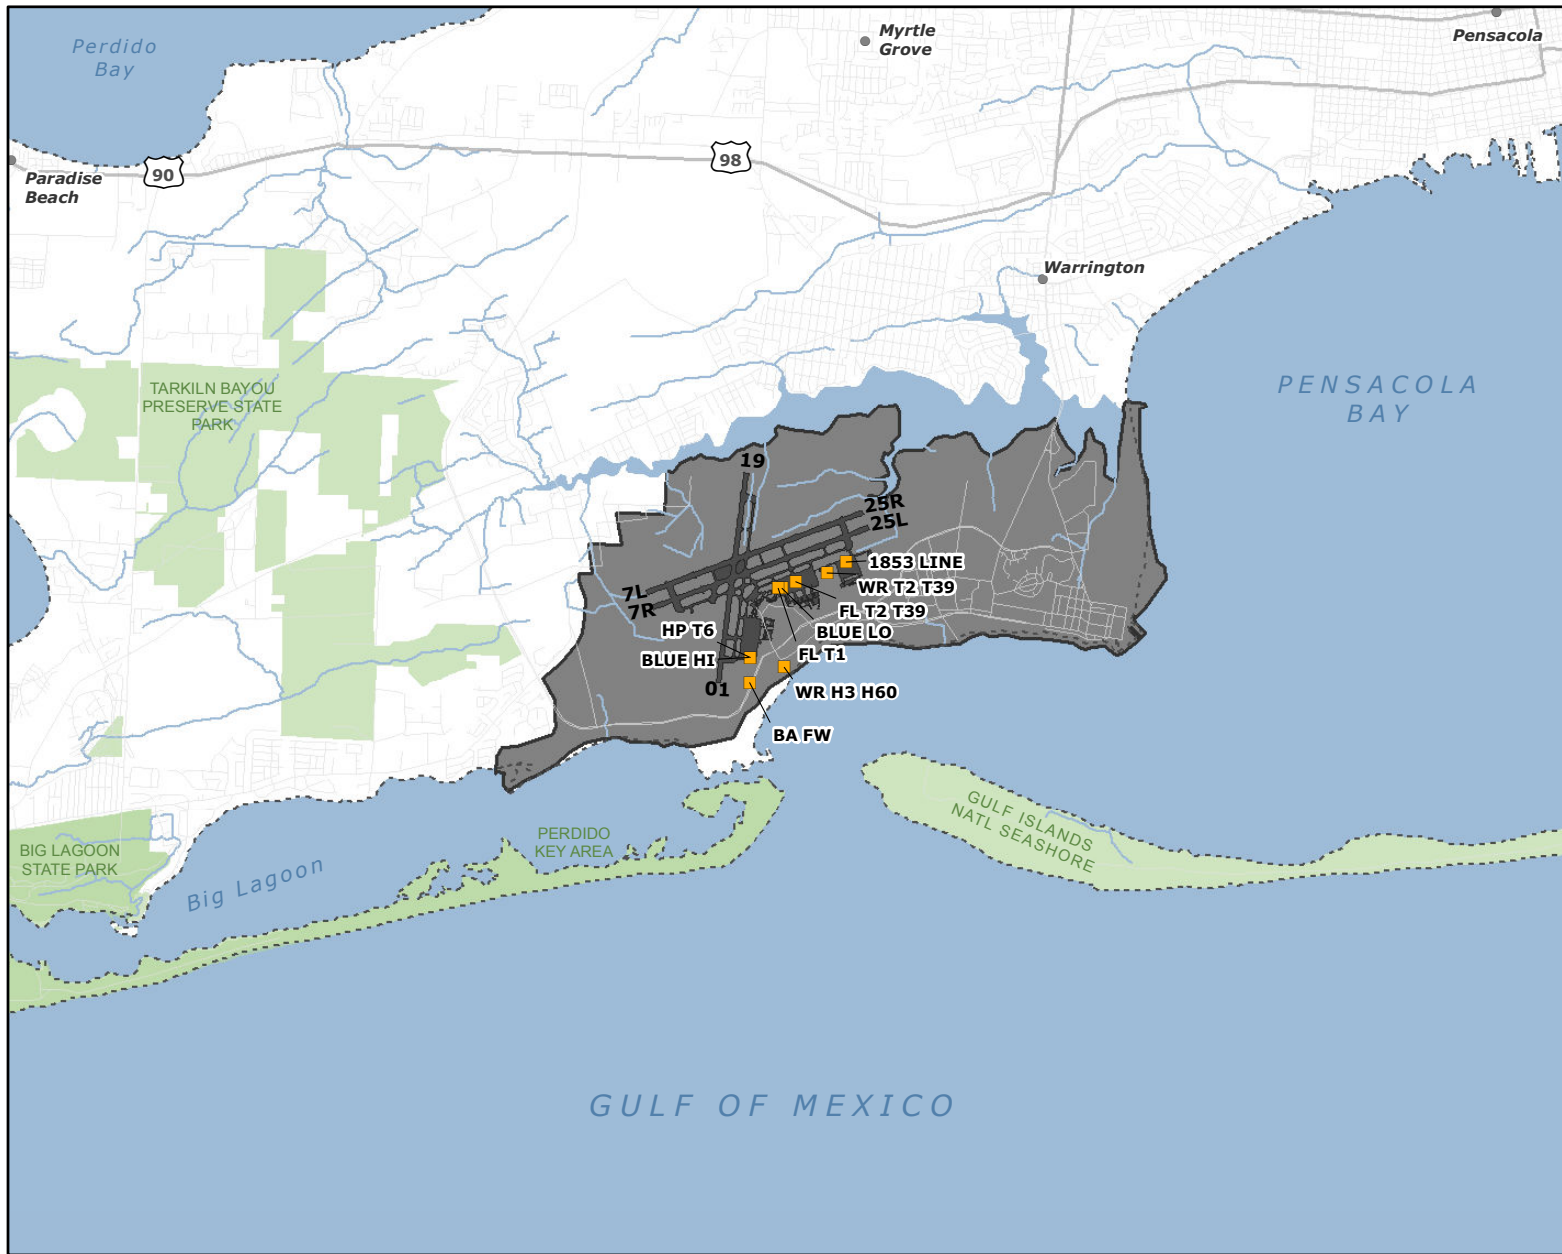 Perdido
Bay
Myrtle
Grove
Pensacola
90
98
Paradise
Beach
Warrington
TARKILN BAYOU
PRESERVE STATE
PARK
PENSACOLA
BAY
19
25R
25L
1853 LINE
WR T2 T39
7L
7R
FL T2 T39
HP T6
BLUE LO
BLUE HI
FL T1
01
WR H3 H60
BA FW
GULF ISLANDS
NATL SEASHORE
PERDIDO
KEY AREA
BIG LAGOON
STATE PARK
Big Lagoon
GULF OF MEXICO